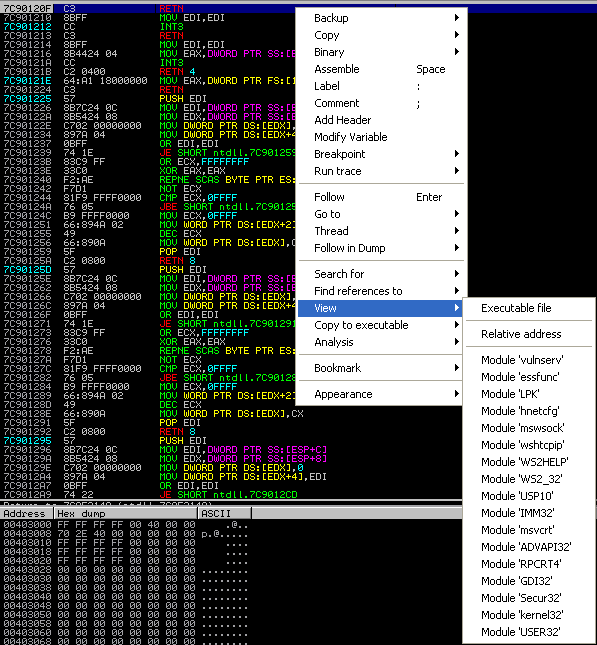 7C90120F C3 RETN
7C901210 8BFF MOV EDI,EDI
7C901212 CC INT3
7C901213 C3 RETN
7C901214 8BFF MOV EDI,EDI
7C901216 8B4424 04 MOV EAX,DWORD PTR SS:[E
7C90121A CC INT3
7C90121B C2 0400 RETN 4
7C90121E 64:A1 18000000 MOV EAX,DWORD PTR FS:[1
7C901224 C3 RETN
7C901225 57 PUSH EDI
7C901226 8B7C24 0C MOV EDI,DWORD PTR SS:[E
7C90122A 8B5424 08 MOV EDX,DWORD PTR SS:[E
7C90122E C702 00000000 MOV DWORD PTR DS:[EDX],
7C901234 897A 04 MOV DWORD PTR DS:[EDX+4
7C901237 0BFF OR EDI,EDI
7C901239 74 1E JE SHORT ntdll.7C901259
7C90123B 83C9 FF OR ECX,FFFFFFFF
7C90123E 33C0 XOR EAX,EAX
7C901240 F2:AE REPNE SCAS BYTE PTR ES:
7C901242 F7D1 NOT ECX
7C901244 81F9 FFFF0000 CMP ECX,0FFFF
7C90124A 76 05 JBE SHORT ntdll.7C90125
7C90124C B9 FFFF0000 MOV ECX,0FFFF
7C901251 66:894A 02 MOV WORD PTR DS:[EDX+2]
7C901255 49 DEC ECX
7C901256 66:890A MOV WORD PTR DS:[EDX],C
7C901259 5F POP EDI
7C90125A C2 0800 RETN 8
7C90125D 57 PUSH EDI
7C90125E 8B7C24 0C MOV EDI,DWORD PTR SS:[E
7C901262 8B5424 08 MOV EDX,DWORD PTR SS:[E
7C901266 C702 00000000 MOV DWORD PTR DS:[EDX],
7C90126C 897A 04 MOV DWORD PTR DS:[EDX+4
7C90126F 0BFF OR EDI,EDI
7C901271 74 1E JE SHORT ntdll.7C901291
7C901273 83C9 FF OR ECX,FFFFFFFF
7C901276 33C0 XOR EAX,EAX
7C901278 F2:AE REPNE SCAS BYTE PTR ES:
7C90127A F7D1 NOT ECX
7C90127C 81F9 FFFF0000 CMP ECX,0FFFF
7C901282 76 05 JBE SHORT ntdll.7C90128
7C901284 B9 FFFF0000 MOV ECX,0FFFF
7C901289 66:894A 02 MOV WORD PTR DS:[EDX+2]
7C90128D 49 DEC ECX
7C90128E 66:890A MOV WORD PTR DS:[EDX],CX
7C901291 5F POP EDI
7C901292 C2 0800 RETN 8
7C901295 57 PUSH EDI
7C901296 8B7C24 0C MOV EDI,DWORD PTR SS:[ESP+C]
7C90129A 8B5424 08 MOV EDX,DWORD PTR SS:[ESP+8]
7C90129E C702 00000000 MOV DWORD PTR DS:[EDX],0
7C9012A4 897A 04 MOV DWORD PTR DS:[EDX+4],EDI
7C9012A7 0BFF OR EDI,EDI
7C9012A9 74 22 JE SHORT ntdll.7C9012CD
Backup
Copy
Binary
Assemble Space
Label :
Comment ;
Add Header
Modify Variable
Breakpoint
Run trace
Follow Enter
Go to
Thread
Follow in Dump
Search for
Find references to
View
Copy to executable
Analysis
Bookmark
Appearance
Executable file
Relative address
Module 'vulnserv'
Module 'essfunc'
Module 'LPK'
Module 'hnetcfg'
Module 'mswsock'
Module 'wshtcpip'
Module 'WS2HELP'
Module 'WS2_32'
Module 'USP10'
Module 'IMM32'
Module 'msvcrt'
Module 'ADVAPI32'
Module 'RPCRT4'
Module 'GDI32'
Module 'Secur32'
Module 'kernel32'
Module 'USER32'
Address Hex dump ASCII
00403000 FF FF FF FF 00 40 00 00 .@..
00403008 70 2E 40 00 00 00 00 00 p.@.....
00403010 FF FF FF FF 00 00 00 00 ....
00403018 FF FF FF FF 00 00 00 00 ....
00403020 FF FF FF FF 00 00 00 00 ....
00403028 00 00 00 00 00 00 00 00 ........
00403030 00 00 00 00 00 00 00 00 ........
00403038 00 00 00 00 00 00 00 00 ........
00403040 00 00 00 00 00 00 00 00 ........
00403048 00 00 00 00 00 00 00 00 ........
00403050 00 00 00 00 00 00 00 00 ........
00403058 00 00 00 00 00 00 00 00 ........
00403060 00 00 00 00 00 00 00 00 ........
00403068 00 00 00 00 00 00 00 00 ........